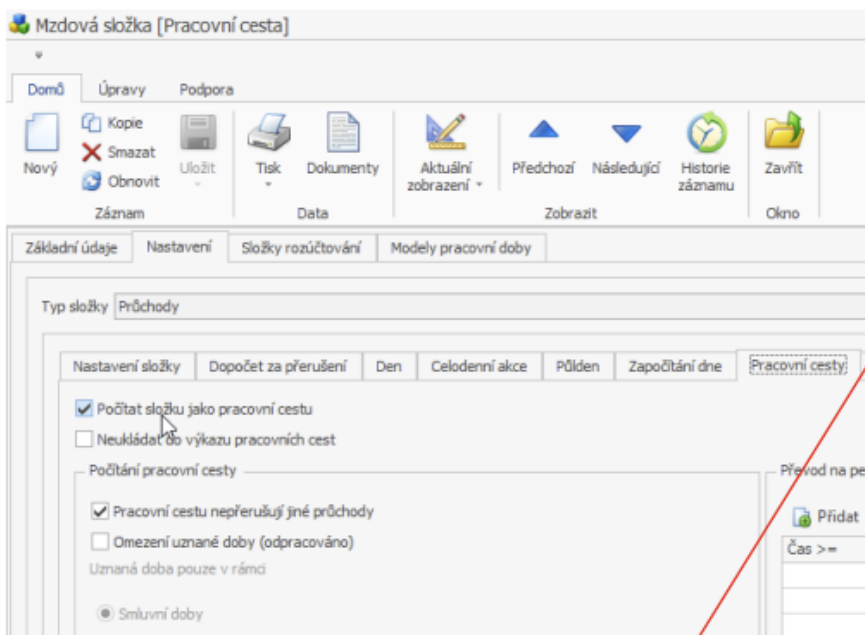 Mzdová složka [Pracovní cesta]
Domů Úpravy Podpora
Nový
Kopie
Smazat
Obnovit
Uložit
Záznam
Tisk
Dokumenty
Data
Aktuální
zobrazení
Předchozí
Následující
Historie
záznamu
Zobrazit
Zavřít
Okno
Základní údaje Nastavení Složky rozúčtování Modely pracovní doby
Typ složky Průchody
Nastavení složky Dopočet za přerušení Den Celodenní akce Půlden Započítání dne Pracovní cesty
Počítat složku jako pracovní cestu
Neukládat do výkazu pracovních cest
Počítání pracovní cesty
Pracovní cestu nepřerušují jiné průchody
Omezení uznané doby (odpracováno)
Uznaná doba pouze v rámci
Smluvní doby
Převod na pe
Přidat
Čas >=